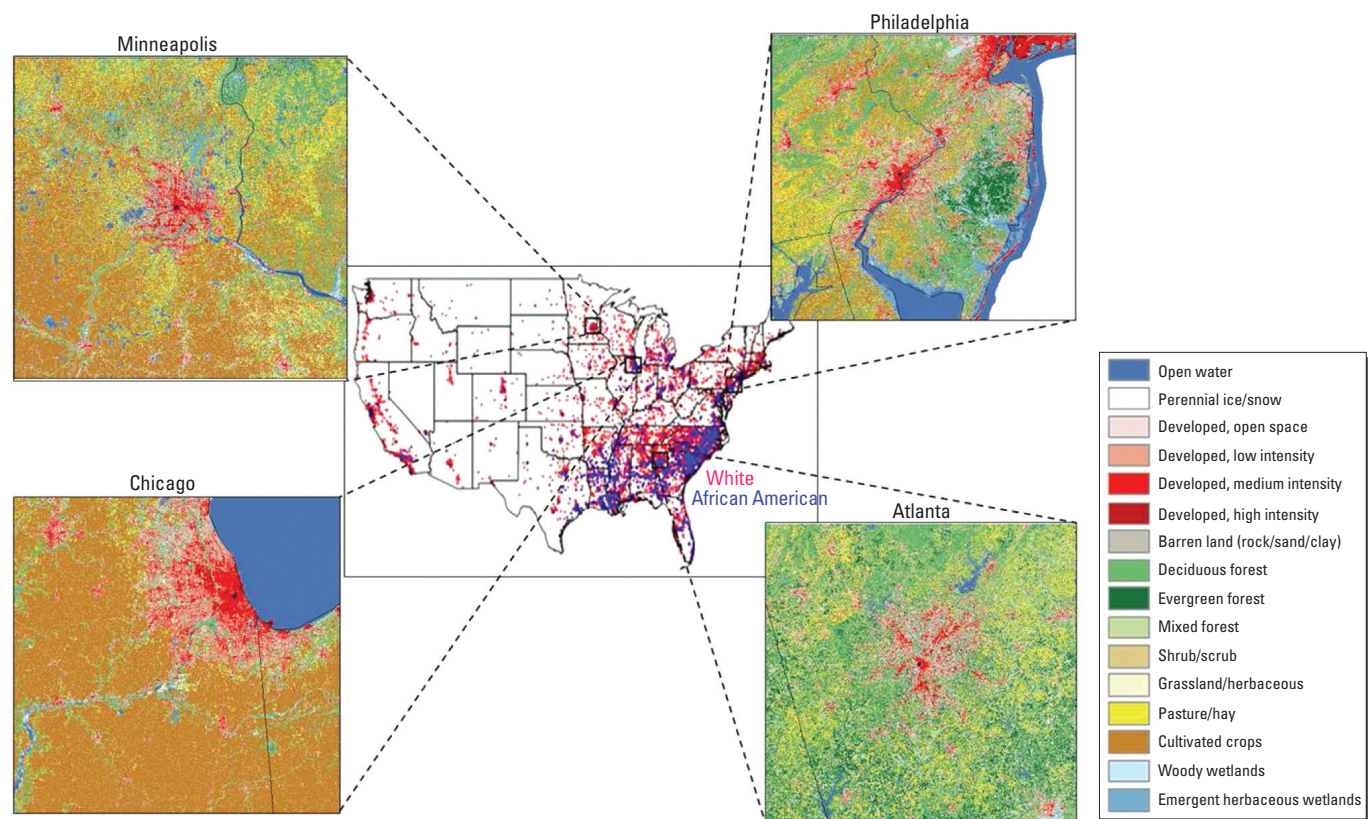 Minneapolis
Philadelphia
White
African American
Chicago
Atlanta
Open water
Perennial ice/snow
Developed, open space
Developed, low intensity
Developed, medium intensity
Developed, high intensity
Barren land (rock/sand/clay)
Deciduous forest
Evergreen forest
Mixed forest
Shrub/scrub
Grassland/herbaceous
Pasture/hay
Cultivated crops
Woody wetlands
Emergent herbaceous wetlands